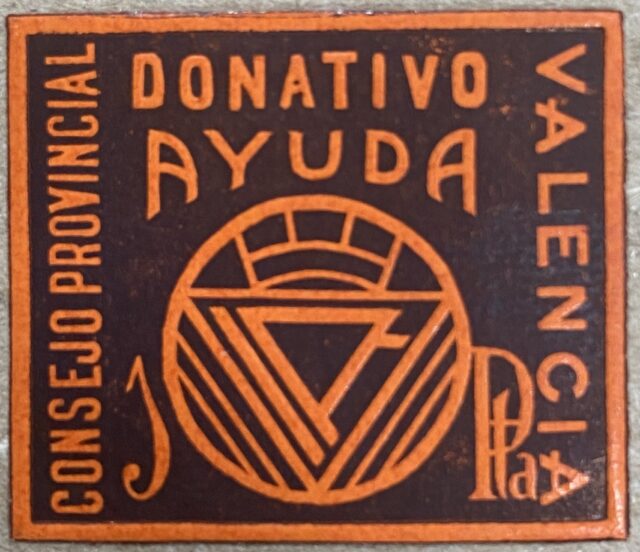 CONSEJO PROVINCIAL
DONATIVO
AYUDA
VALENCIA
1 Pta